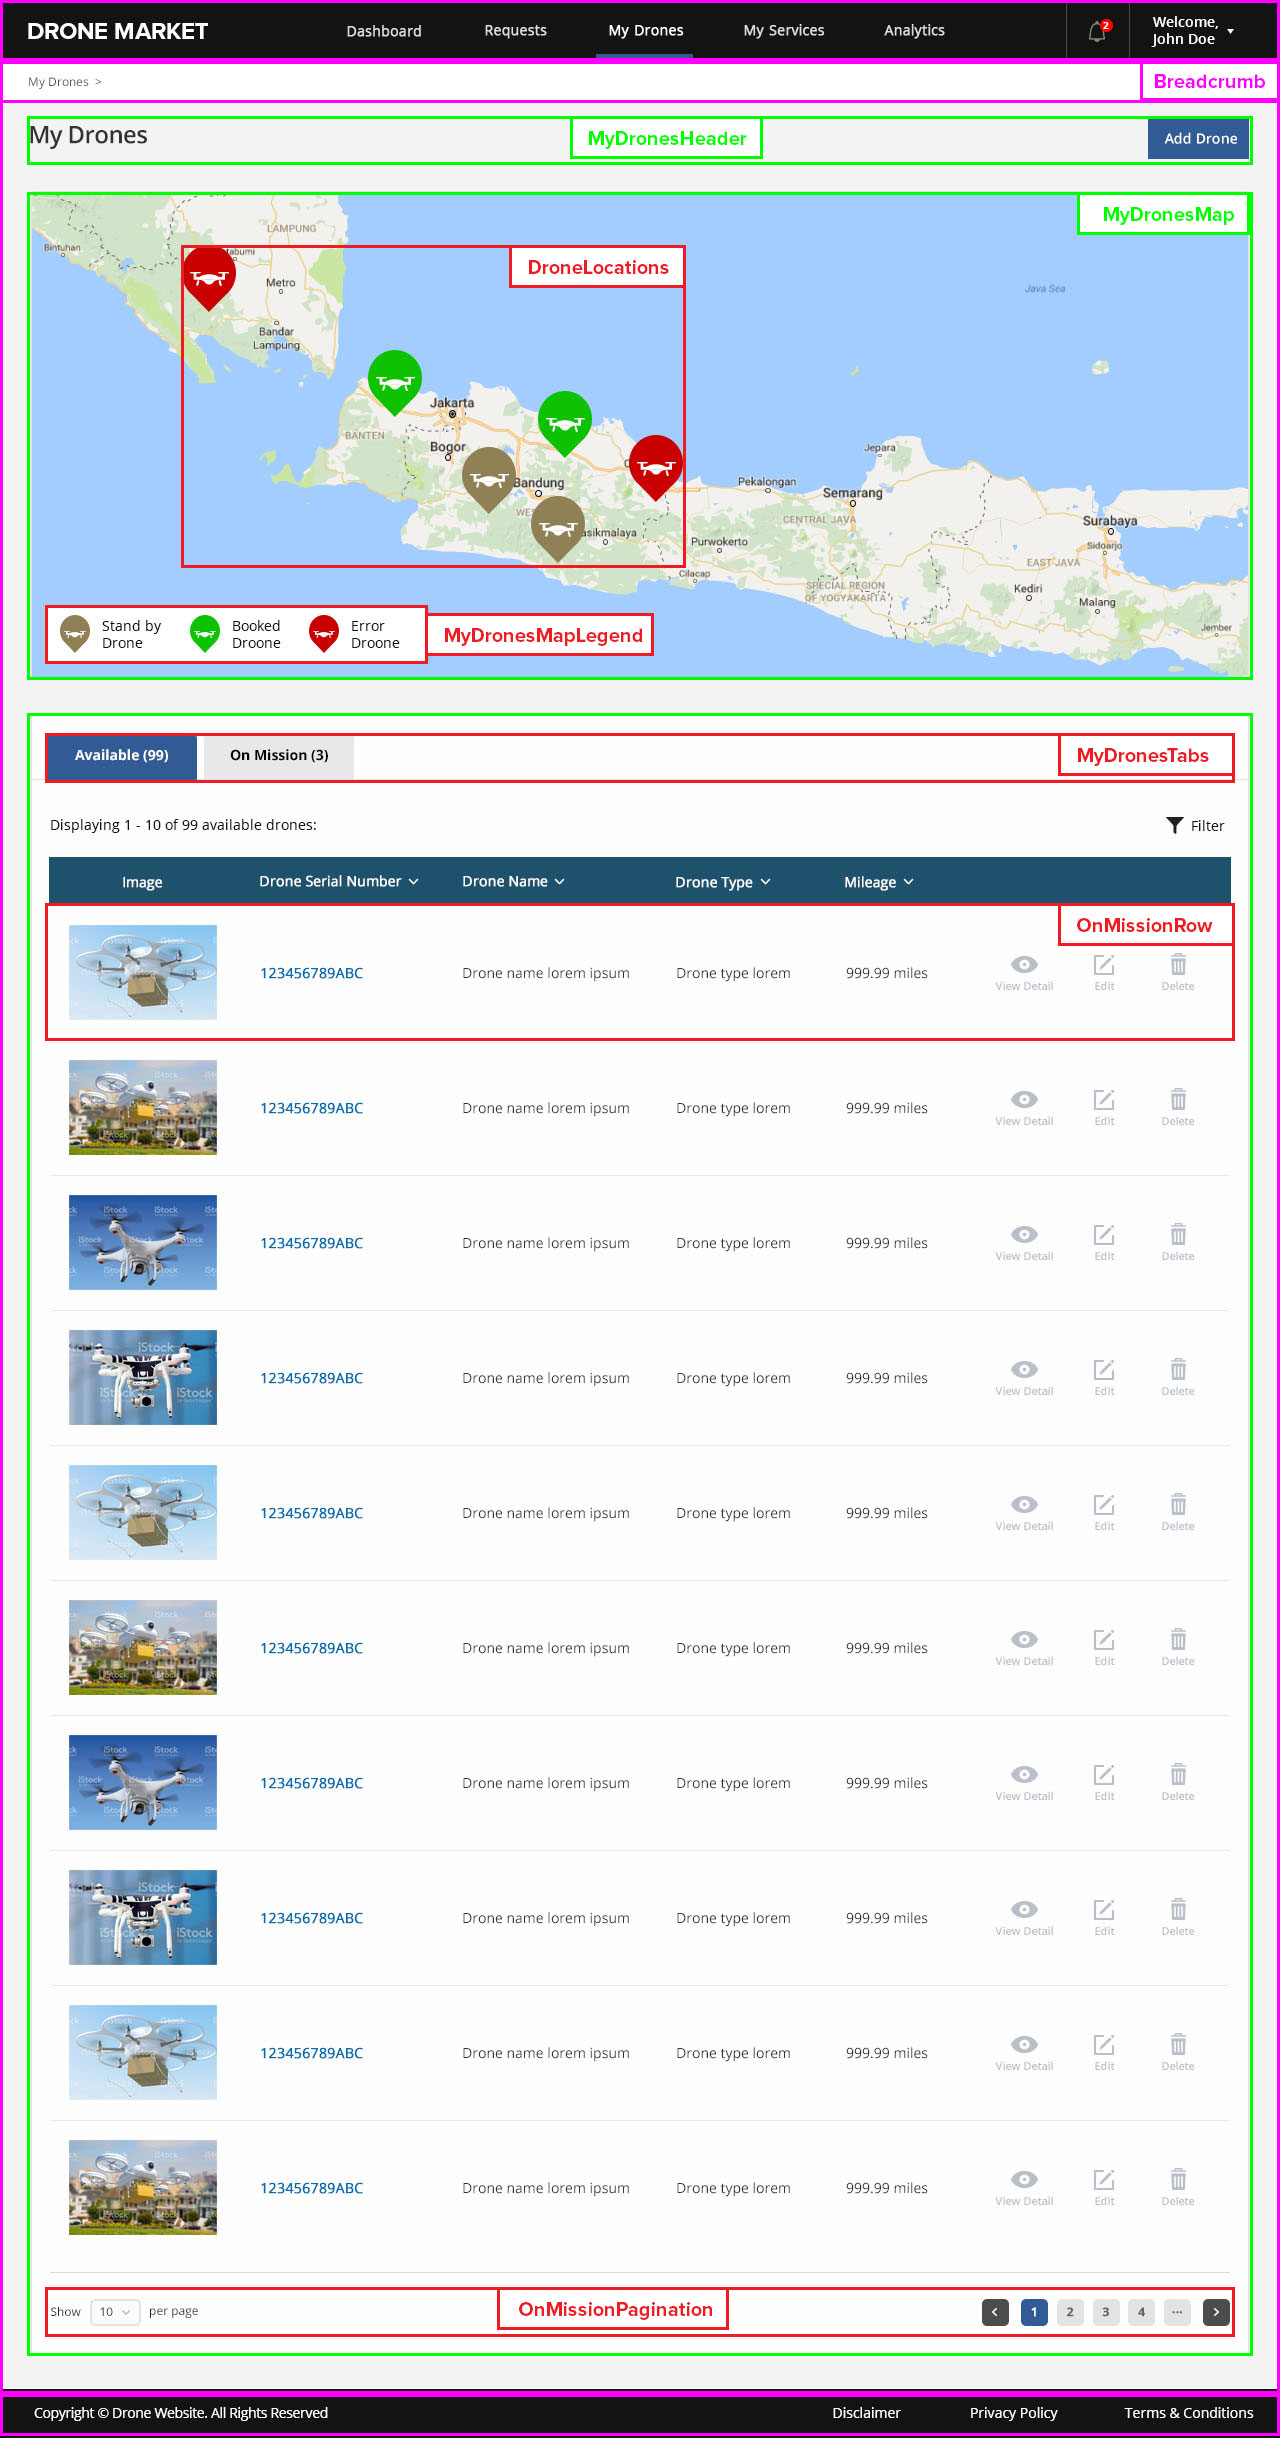 DRONE MARKET
Dashboard
Requests
My Drones
My Services
Analytics
2
Welcome,
John Doe
My Drones >
Breadcrumb
My Drones
MyDronesHeader
Add Drone
MyDronesMap
LAMPUNG
Bintuhan
Metro
Bandar
Lampung
DroneLocations
Java Sea
Jakarta
BANTEN
Bogor
Bandung
Jepara
Pekalongan
Semarang
CENTRAL JAVA
Surabaya
Sidoarjo
asikmalaya
Purwokerto
EAST JAVA
Cilacap
SPECIAL REGION
OF YOGYAKARTA
Kediri
Malang
Jember
Stand by
Drone
Booked
Droone
Error
Droone
MyDronesMapLegend
Available (99)
On Mission (3)
MyDronesTabs
Displaying 1 - 10 of 99 available drones:
Filter
Image
Drone Serial Number
Drone Name
Drone Type
Mileage
OnMissionRow
123456789ABC Drone name lorem ipsum Drone type lorem 999.99 miles
View Detail Edit Delete
123456789ABC Drone name lorem ipsum Drone type lorem 999.99 miles
View Detail Edit Delete
123456789ABC Drone name lorem ipsum Drone type lorem 999.99 miles
View Detail Edit Delete
123456789ABC Drone name lorem ipsum Drone type lorem 999.99 miles
View Detail Edit Delete
123456789ABC Drone name lorem ipsum Drone type lorem 999.99 miles
View Detail Edit Delete
123456789ABC Drone name lorem ipsum Drone type lorem 999.99 miles
View Detail Edit Delete
123456789ABC Drone name lorem ipsum Drone type lorem 999.99 miles
View Detail Edit Delete
123456789ABC Drone name lorem ipsum Drone type lorem 999.99 miles
View Detail Edit Delete
123456789ABC Drone name lorem ipsum Drone type lorem 999.99 miles
View Detail Edit Delete
123456789ABC Drone name lorem ipsum Drone type lorem 999.99 miles
View Detail Edit Delete
Show 10 per page
OnMissionPagination
< 1 2 3 4 ... >
Copyright © Drone Website. All Rights Reserved
Disclaimer
Privacy Policy
Terms & Conditions